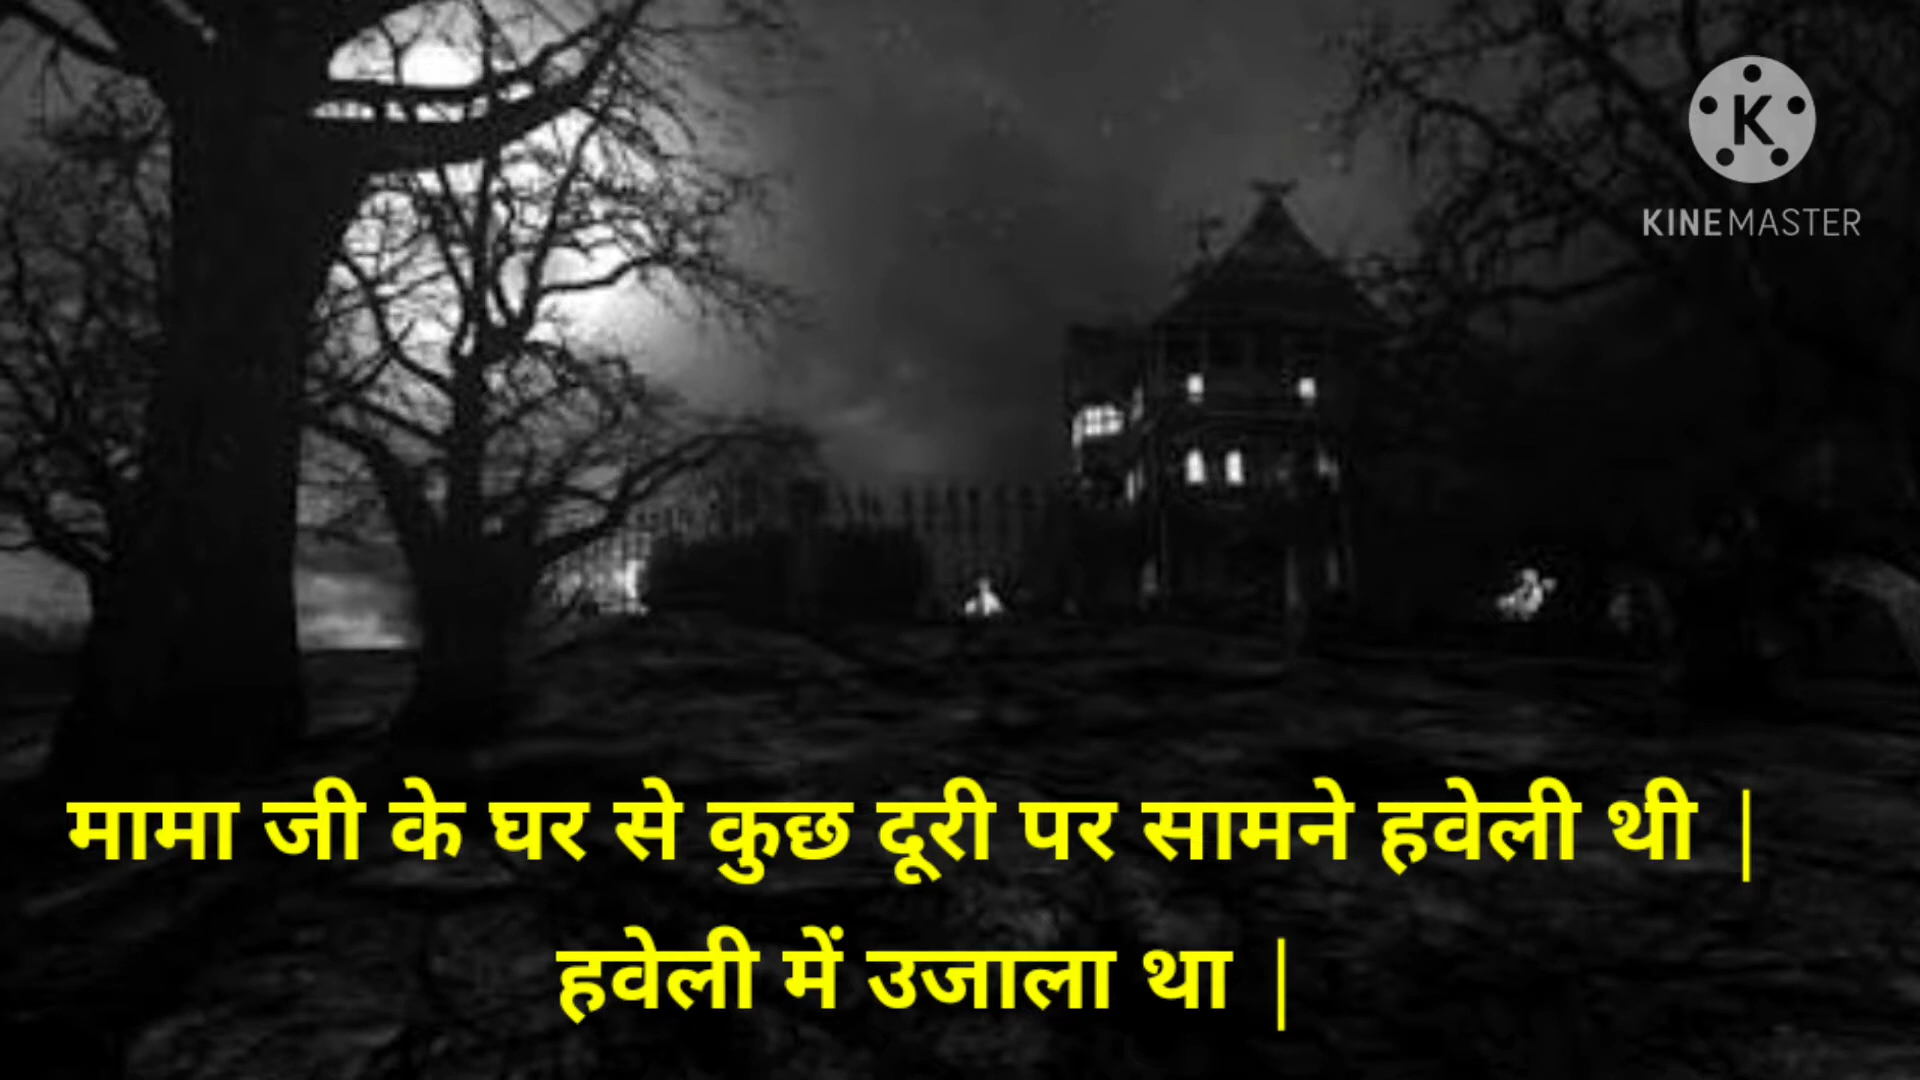 KINEMASTER
मामा जी के घर से कुछ दूरी पर सामने हवेली थी |
हवेली में उजाला था |